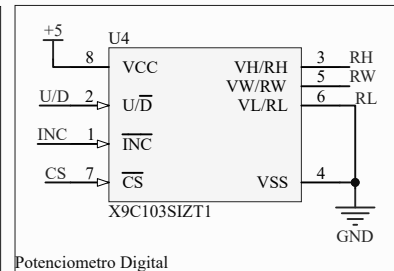 +5
U4
8 VCC VH/RH 3 RH
VW/RW 5 RW
U/D 2 U/D VL/RL 6 RL
INC 1 INC
CS 7 CS VSS 4
X9C103SIZT1
GND
Potenciometro Digital